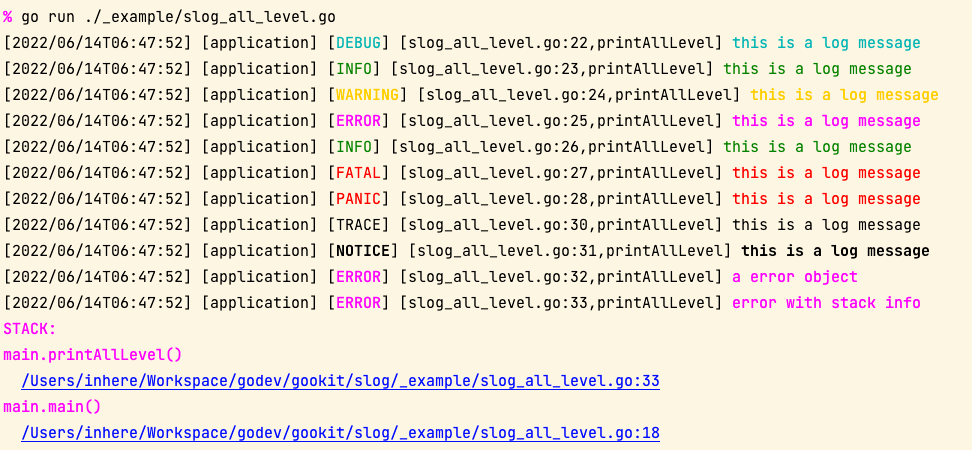 % go run ./_example/slog_all_level.go
[2022/06/14T06:47:52] [application] [DEBUG] [slog_all_level.go:22,printAllLevel] this is a log message
[2022/06/14T06:47:52] [application] [INFO] [slog_all_level.go:23,printAllLevel] this is a log message
[2022/06/14T06:47:52] [application] [WARNING] [slog_all_level.go:24,printAllLevel] this is a log message
[2022/06/14T06:47:52] [application] [ERROR] [slog_all_level.go:25,printAllLevel] this is a log message
[2022/06/14T06:47:52] [application] [INFO] [slog_all_level.go:26,printAllLevel] this is a log message
[2022/06/14T06:47:52] [application] [FATAL] [slog_all_level.go:27,printAllLevel] this is a log message
[2022/06/14T06:47:52] [application] [PANIC] [slog_all_level.go:28,printAllLevel] this is a log message
[2022/06/14T06:47:52] [application] [TRACE] [slog_all_level.go:30,printAllLevel] this is a log message
[2022/06/14T06:47:52] [application] [NOTICE] [slog_all_level.go:31,printAllLevel] this is a log message
[2022/06/14T06:47:52] [application] [ERROR] [slog_all_level.go:32,printAllLevel] a error object
[2022/06/14T06:47:52] [application] [ERROR] [slog_all_level.go:33,printAllLevel] error with stack info
STACK:
main.printAllLevel()
/Users/inhere/Workspace/godev/gookit/slog/_example/slog_all_level.go:33
main.main()
/Users/inhere/Workspace/godev/gookit/slog/_example/slog_all_level.go:18